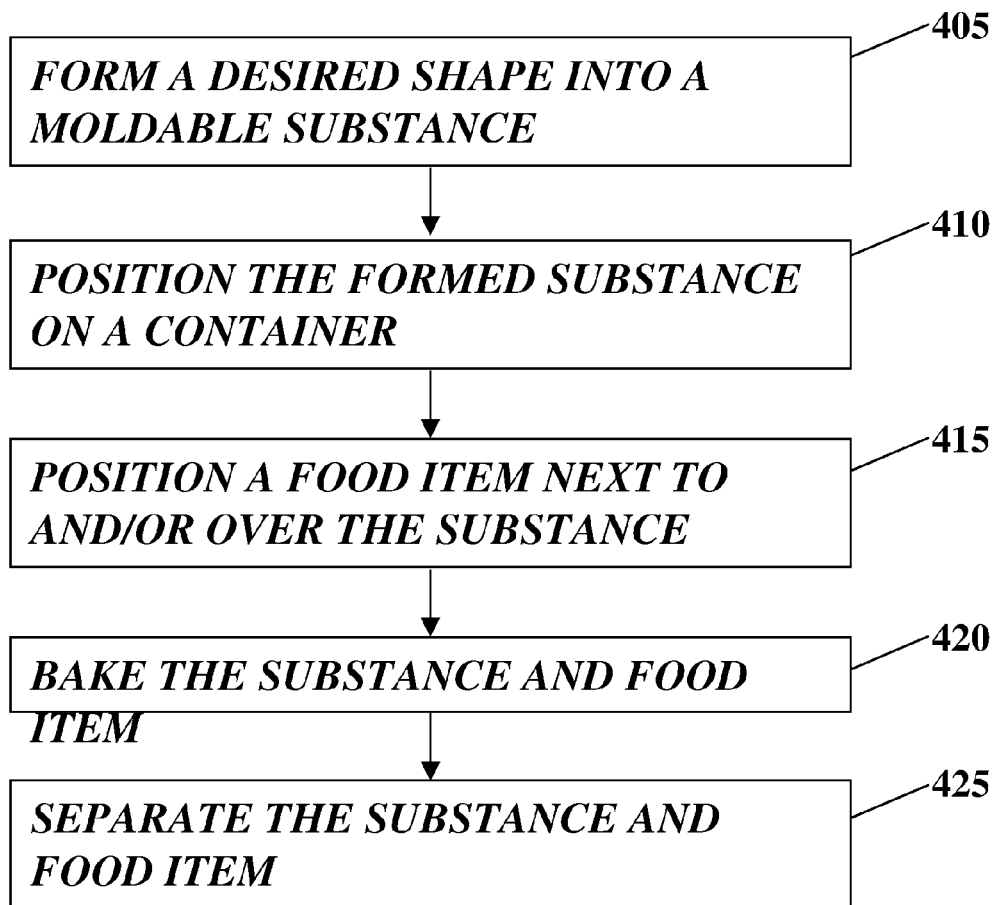 405
FORM A DESIRED SHAPE INTO A
MOLDABLE SUBSTANCE
410
POSITION THE FORMED SUBSTANCE
ON A CONTAINER
415
POSITION A FOOD ITEM NEXT TO
AND/OR OVER THE SUBSTANCE
420
BAKE THE SUBSTANCE AND FOOD
ITEM
425
SEPARATE THE SUBSTANCE AND
FOOD ITEM